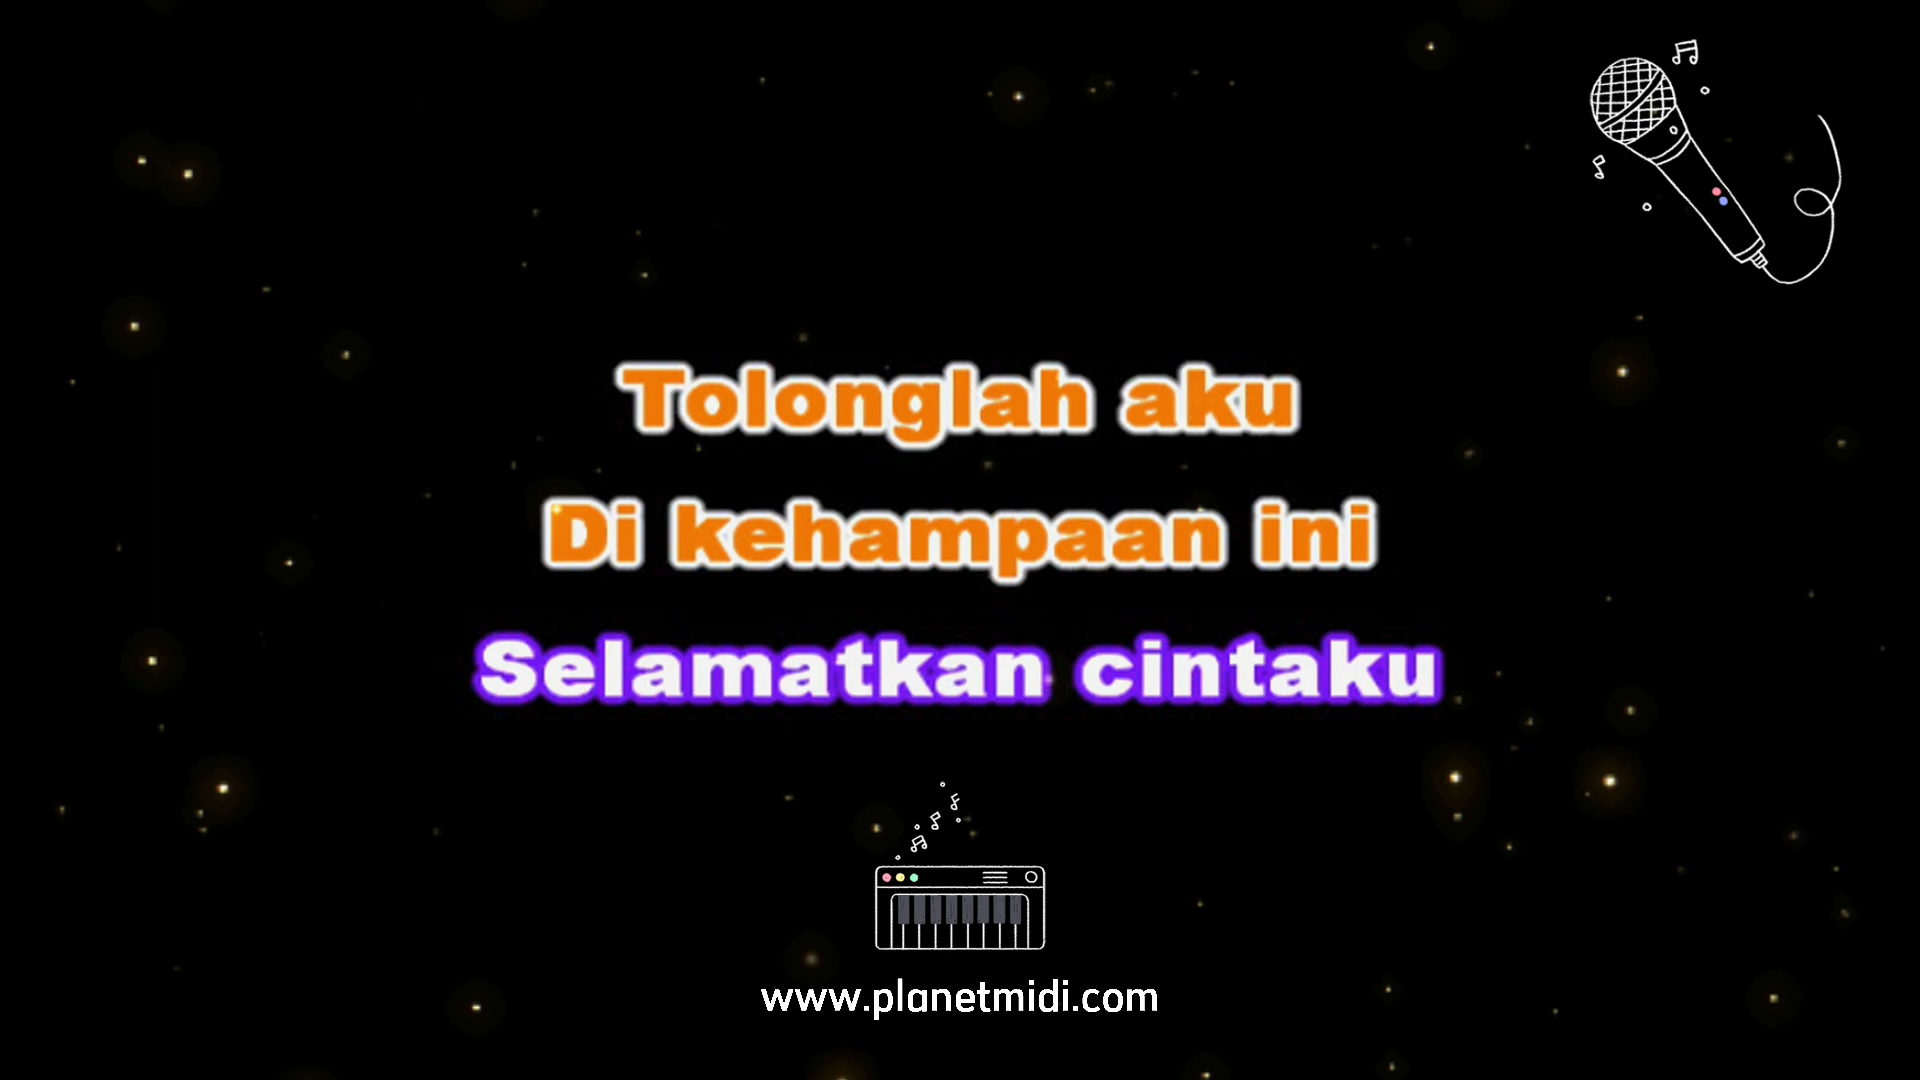 Tolonglah aku
Di kehampaan ini
Selamatkan cintaku
www.planetmidi.com